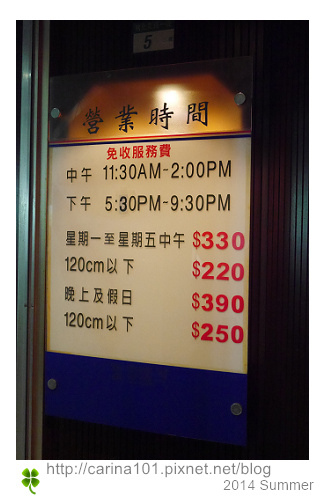 5
營業時間
免收服務費
中午 11:30AM-2:00PM
下午 5:30PM-9:30PM
星期一至星期五中午 $330
120cm以下 $220
晚上及假日 $390
120cm以下 $250
http://carina101.pixnet.net/blog
2014 Summer